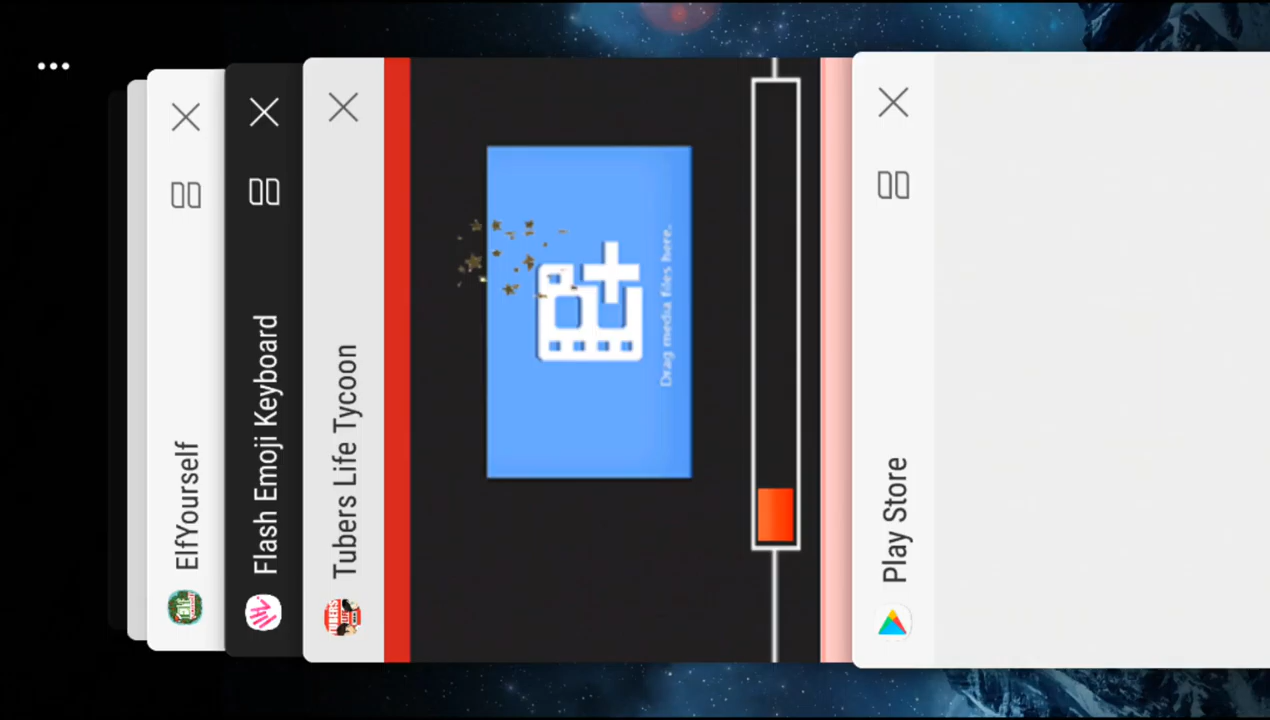 ElfYourself
Flash Emoji Keyboard
Tubers Life Tycoon
Drag media files here.
Play Store